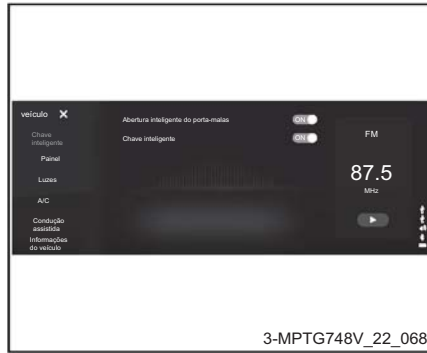 veículo X
Chave
inteligente
Painel
Luzes
A/C
Condução
assistida
Informações
do veículo
Abertura inteligente do porta-malas ON
Chave inteligente ON
FM
87.5
MHz
3-MPTG748V_22_068